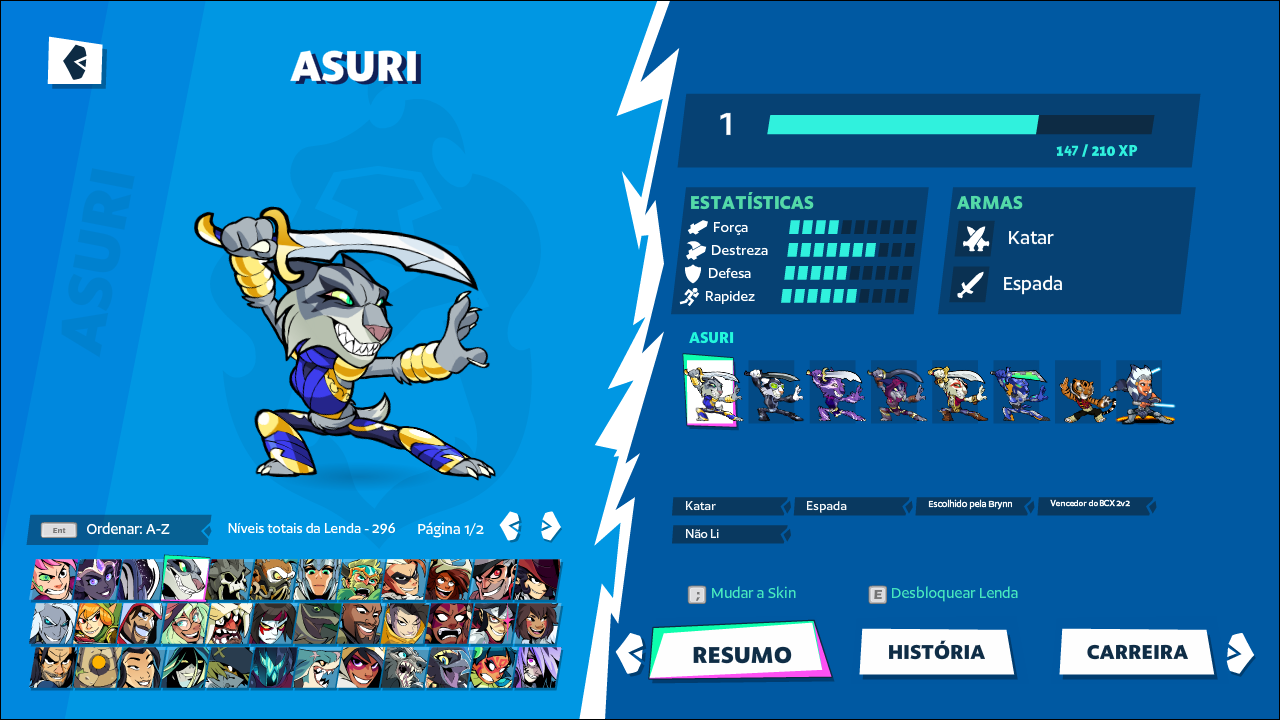 ASURI
ASURI
1
147 / 210 XP
ESTATÍSTICAS
Força
Destreza
Defesa
Rapidez
ARMAS
Katar
Espada
ASURI
Katar
Espada
Escolhido pela Brynn
Vencedor do BCX 2v2
Não Li
Ent
Ordenar: A-Z
Níveis totais da Lenda - 296
Página 1/2
; Mudar a Skin
E Desbloquear Lenda
RESUMO
HISTÓRIA
CARREIRA